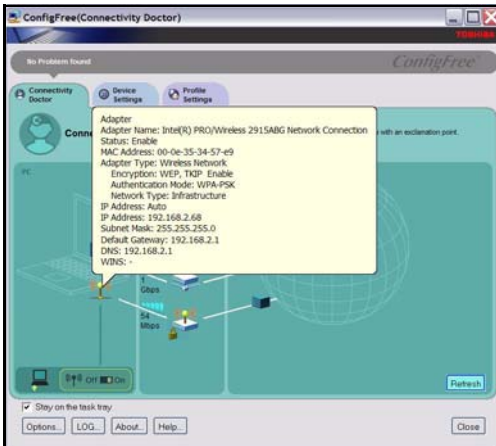 ConfigFree(Connectivity Doctor)
TOSHIBA
No Problem found
ConfigFree
Connectivity Doctor
Device Settings
Profile Settings
Conne
with an exclamation point.
Adapter
Adapter Name: Intel(R) PRO/Wireless 2915ABG Network Connection
Status: Enable
MAC Address: 00-0e-35-34-57-e9
Adapter Type: Wireless Network
Encryption: WEP, TKIP Enable
Authentication Mode: WPA-PSK
Network Type: Infrastructure
IP Address: Auto
IP Address: 192.168.2.68
Subnet Mask: 255.255.255.0
Default Gateway: 192.168.2.1
DNS: 192.168.2.1
WINS: -
PC
1
Gbps
54
Mbps
Off On
Refresh
Stay on the task tray
Options... LOG... About... Help... Close